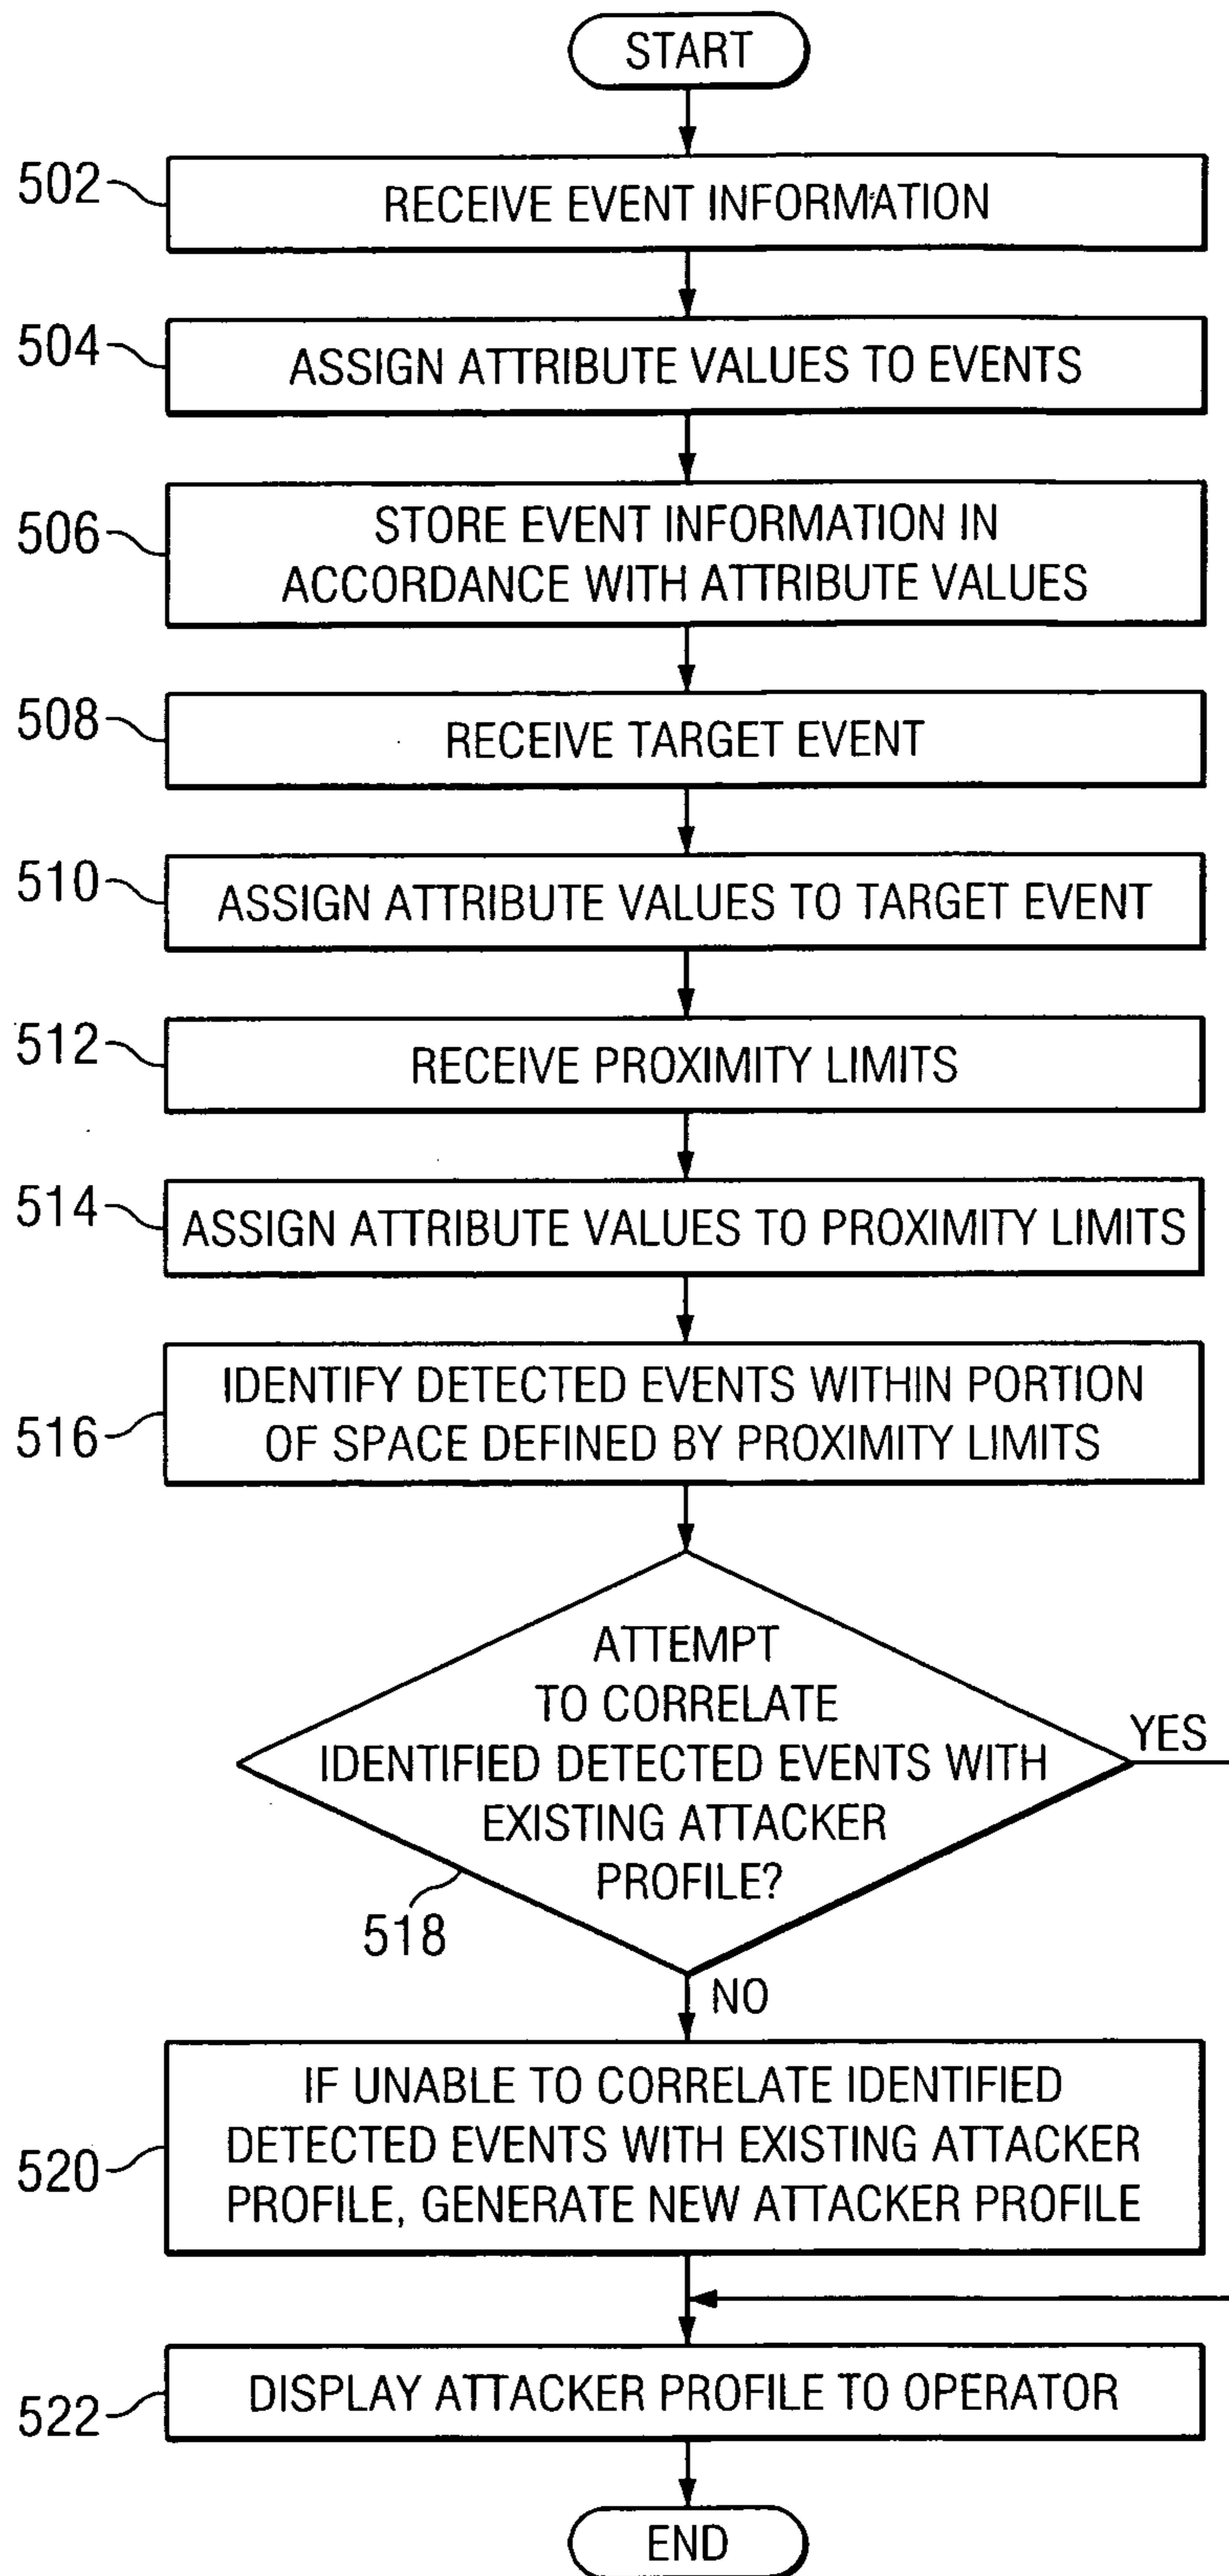 START
502
RECEIVE EVENT INFORMATION
504
ASSIGN ATTRIBUTE VALUES TO EVENTS
506
STORE EVENT INFORMATION IN
ACCORDANCE WITH ATTRIBUTE VALUES
508
RECEIVE TARGET EVENT
510
ASSIGN ATTRIBUTE VALUES TO TARGET EVENT
512
RECEIVE PROXIMITY LIMITS
514
ASSIGN ATTRIBUTE VALUES TO PROXIMITY LIMITS
516
IDENTIFY DETECTED EVENTS WITHIN PORTION
OF SPACE DEFINED BY PROXIMITY LIMITS
ATTEMPT
TO CORRELATE
IDENTIFIED DETECTED EVENTS WITH
EXISTING ATTACKER
PROFILE?
YES
518
NO
520
IF UNABLE TO CORRELATE IDENTIFIED
DETECTED EVENTS WITH EXISTING ATTACKER
PROFILE, GENERATE NEW ATTACKER PROFILE
522
DISPLAY ATTACKER PROFILE TO OPERATOR
END